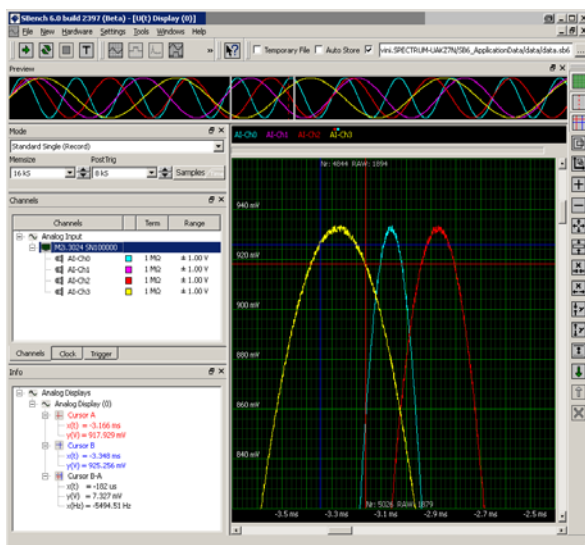 SBench 6.0 build 2397 (Beta) - [U(t) Display (0)]
File New Hardware Settings Tools Windows Help
Temporary File Auto Store vini.SPECTRUM-UAK27N/SB6_ApplicationData/data/data.sb6 ...
Preview
Mode
Standard Single (Record)
Memsize PostTrig
16 kS 8 kS Samples
Channels
Channels Term Range
Analog Input
M2i.3024 SN100000
AI-Ch0 1 MΩ ± 1.00 V
AI-Ch1 1 MΩ ± 1.00 V
AI-Ch2 1 MΩ ± 1.00 V
AI-Ch3 1 MΩ ± 1.00 V
Channels Clock Trigger
Info
Analog Displays
Analog Display (0)
Cursor A
x(t) = -3.166 ms
y(V) = 917.929 mV
Cursor B
x(t) = -3.348 ms
y(V) = 925.256 mV
Cursor B-A
x(t) = -182 us
y(V) = 7.327 mV
x(Hz) = -5494.51 Hz
AI-Ch0 AI-Ch1 AI-Ch2 AI-Ch3
Nr: 4844 RAW: 1894
940 mV
920 mV
900 mV
880 mV
860 mV
840 mV
Nr: 5026 RAW: 1879
-3.5 ms -3.3 ms -3.1 ms -2.9 ms -2.7 ms -2.5 ms